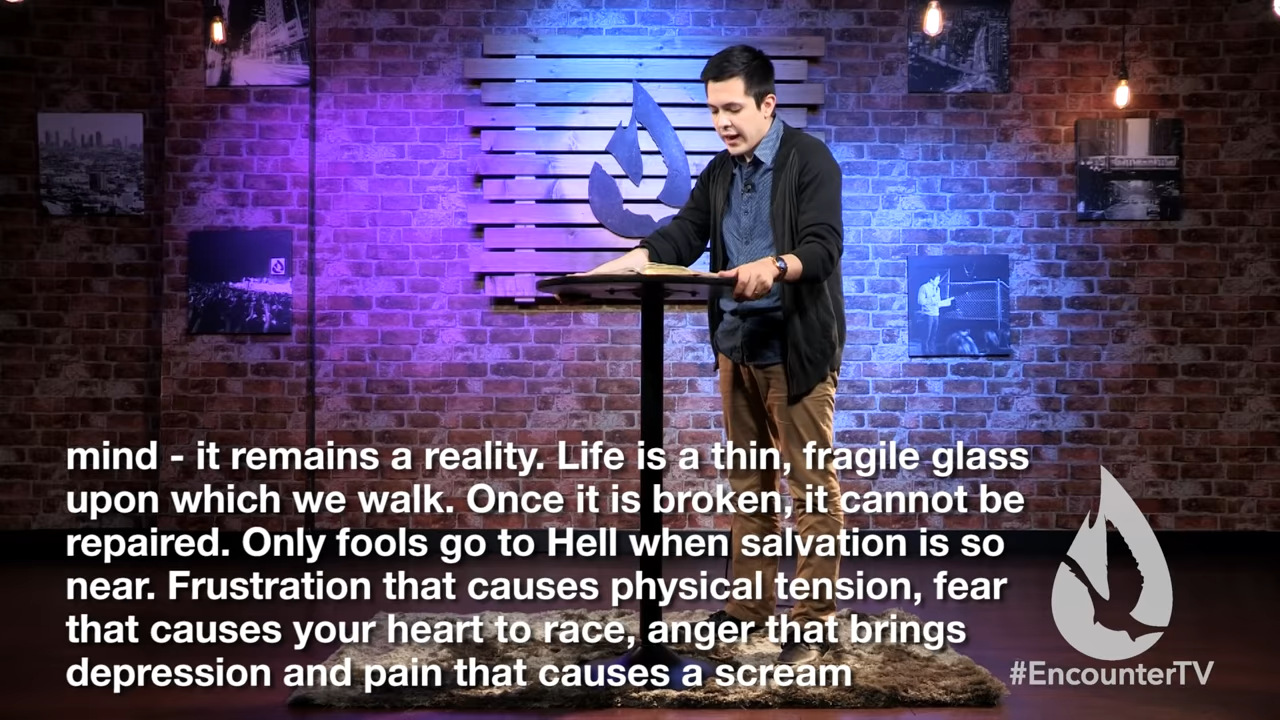 mind - it remains a reality. Life is a thin, fragile glass
upon which we walk. Once it is broken, it cannot be
repaired. Only fools go to Hell when salvation is so
near. Frustration that causes physical tension, fear
that causes your heart to race, anger that brings
depression and pain that causes a scream
#EncounterTV